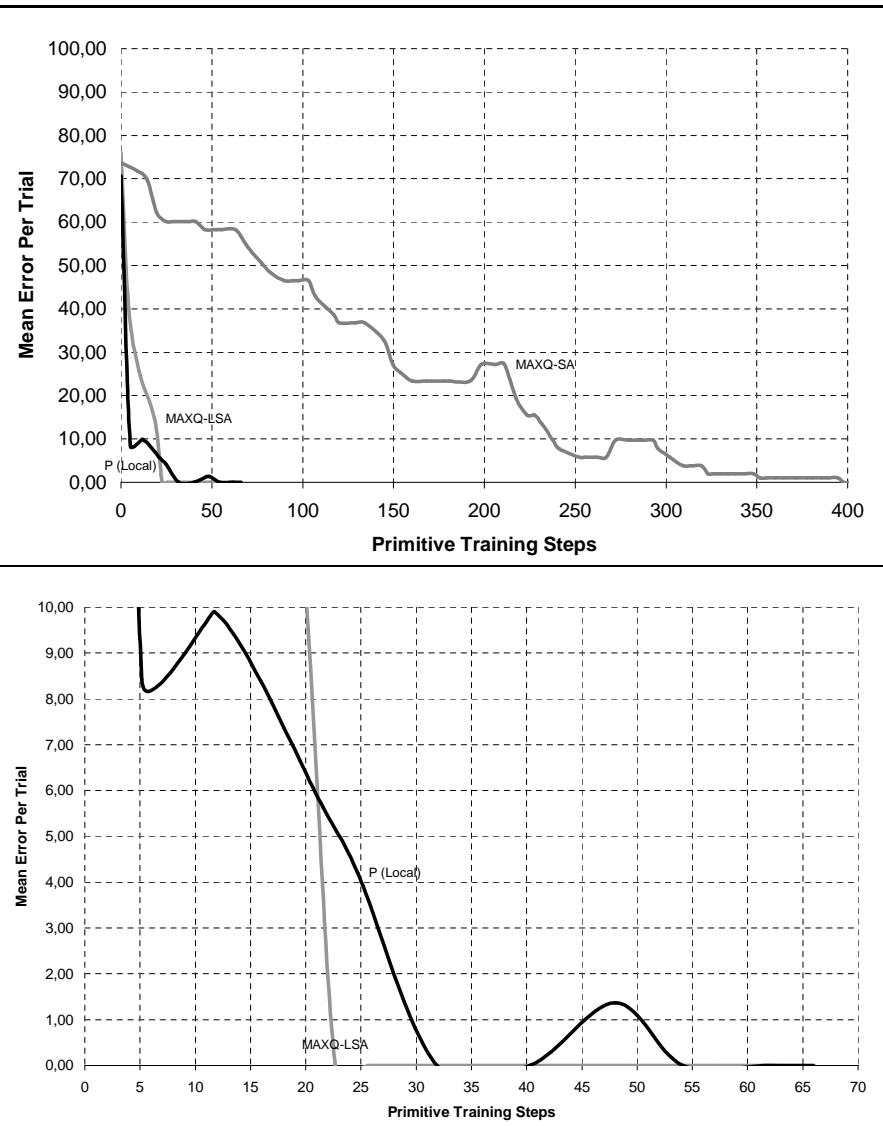 100,00
90,00
80,00
70,00
60,00
50,00
40,00
30,00
20,00
10,00
0,00
Mean Error Per Trial
MAXQ-SA
MAXQ-LSA
P (Local)
0 50 100 150 200 250 300 350 400
Primitive Training Steps
10,00
9,00
8,00
7,00
6,00
5,00
4,00
3,00
2,00
1,00
0,00
Mean Error Per Trial
P (Local)
MAXQ-LSA
0 5 10 15 20 25 30 35 40 45 50 55 60 65 70
Primitive Training Steps